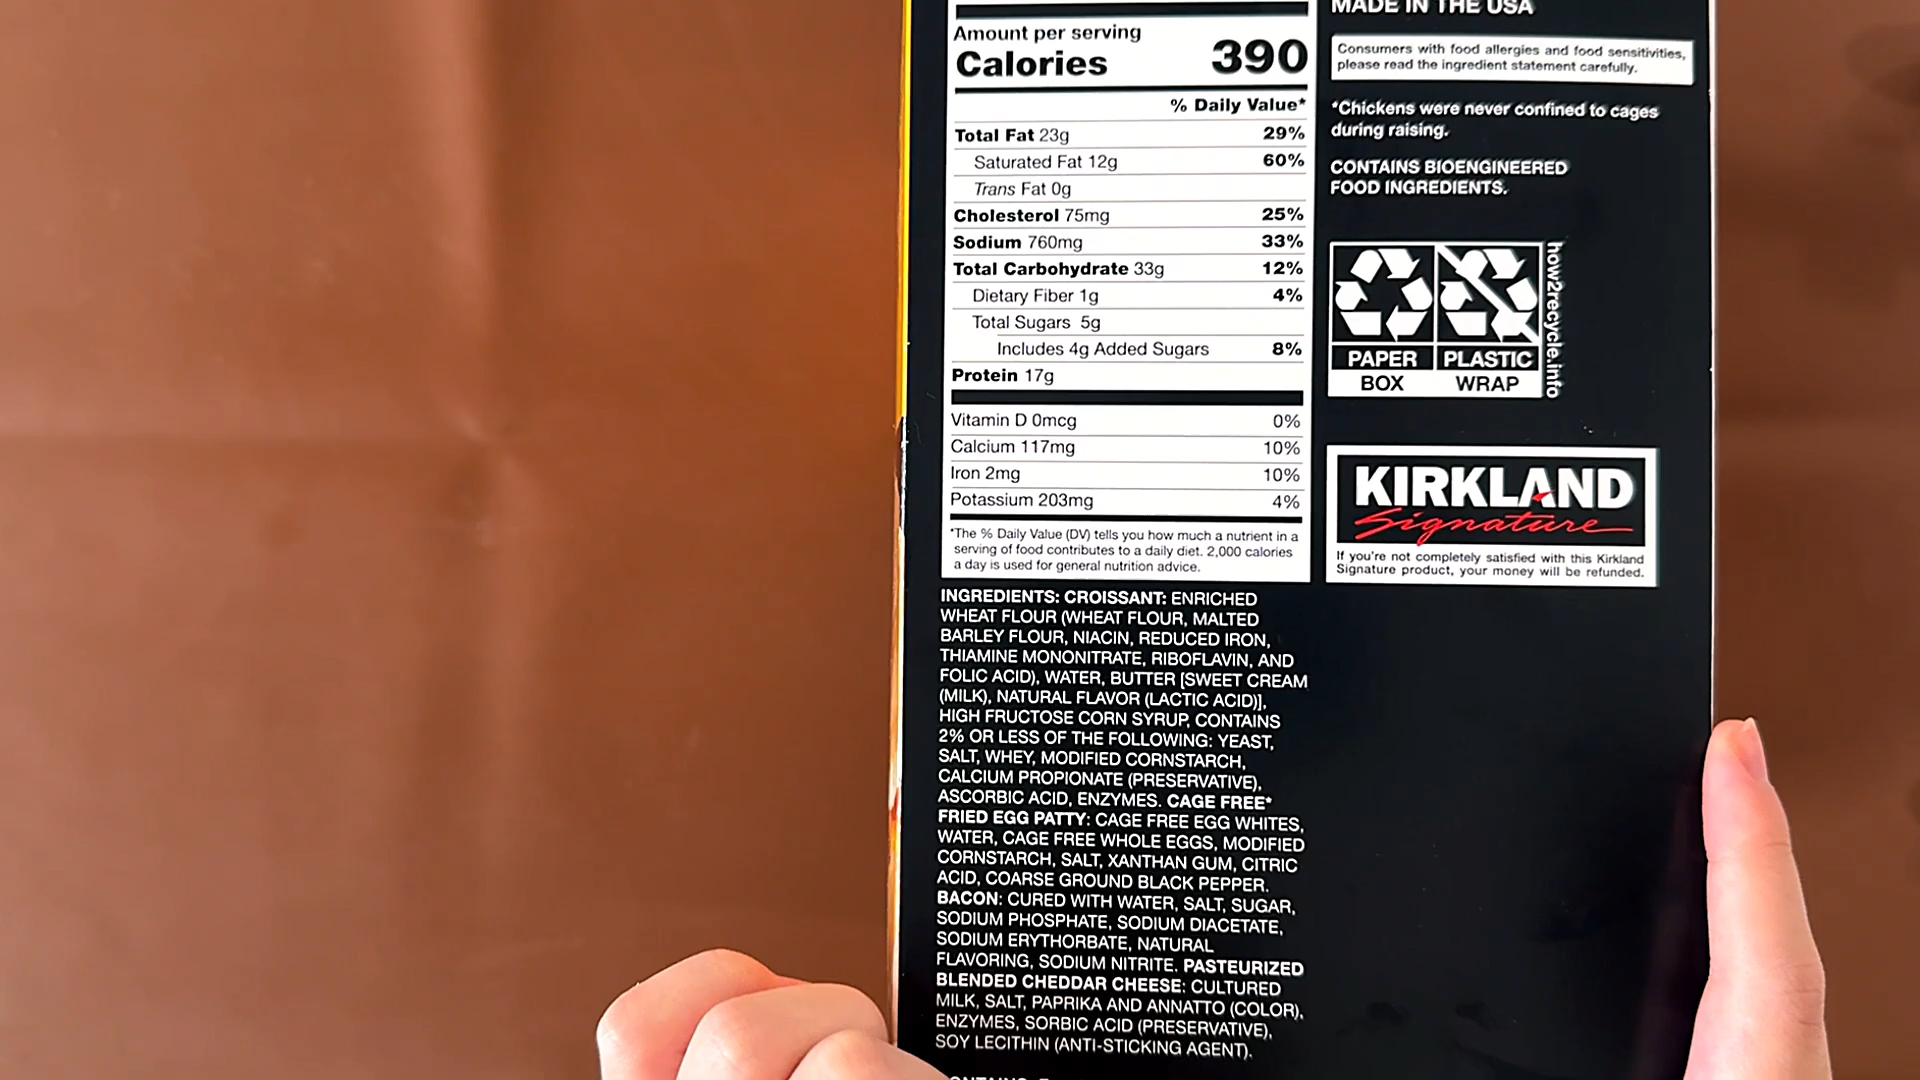 Amount per serving
Calories 390
% Daily Value*
Total Fat 23g 29%
Saturated Fat 12g 60%
Trans Fat 0g
Cholesterol 75mg 25%
Sodium 760mg 33%
Total Carbohydrate 33g 12%
Dietary Fiber 1g 4%
Total Sugars 5g
Includes 4g Added Sugars 8%
Protein 17g
Vitamin D 0mcg 0%
Calcium 117mg 10%
Iron 2mg 10%
Potassium 203mg 4%
*The % Daily Value (DV) tells you how much a nutrient in a
serving of food contributes to a daily diet. 2,000 calories
a day is used for general nutrition advice.
INGREDIENTS: CROISSANT: ENRICHED
WHEAT FLOUR (WHEAT FLOUR, MALTED
BARLEY FLOUR, NIACIN, REDUCED IRON,
THIAMINE MONONITRATE, RIBOFLAVIN, AND
FOLIC ACID), WATER, BUTTER [SWEET CREAM
(MILK), NATURAL FLAVOR (LACTIC ACID)],
HIGH FRUCTOSE CORN SYRUP, CONTAINS
2% OR LESS OF THE FOLLOWING: YEAST,
SALT, WHEY, MODIFIED CORNSTARCH,
CALCIUM PROPIONATE (PRESERVATIVE),
ASCORBIC ACID, ENZYMES. CAGE FREE*
FRIED EGG PATTY: CAGE FREE EGG WHITES,
WATER, CAGE FREE WHOLE EGGS, MODIFIED
CORNSTARCH, SALT, XANTHAN GUM, CITRIC
ACID, COARSE GROUND BLACK PEPPER.
BACON: CURED WITH WATER, SALT, SUGAR,
SODIUM PHOSPHATE, SODIUM DIACETATE,
SODIUM ERYTHORBATE, NATURAL
FLAVORING, SODIUM NITRITE. PASTEURIZED
BLENDED CHEDDAR CHEESE: CULTURED
MILK, SALT, PAPRIKA AND ANNATTO (COLOR),
ENZYMES, SORBIC ACID (PRESERVATIVE),
SOY LECITHIN (ANTI-STICKING AGENT).
MADE IN THE USA
Consumers with food allergies and food sensitivities,
please read the ingredient statement carefully.
*Chickens were never confined to cages
during raising.
CONTAINS BIOENGINEERED
FOOD INGREDIENTS.
PAPER PLASTIC
BOX WRAP
how2recycle.info
KIRKLAND
Signature
If you're not completely satisfied with this Kirkland
Signature product, your money will be refunded.